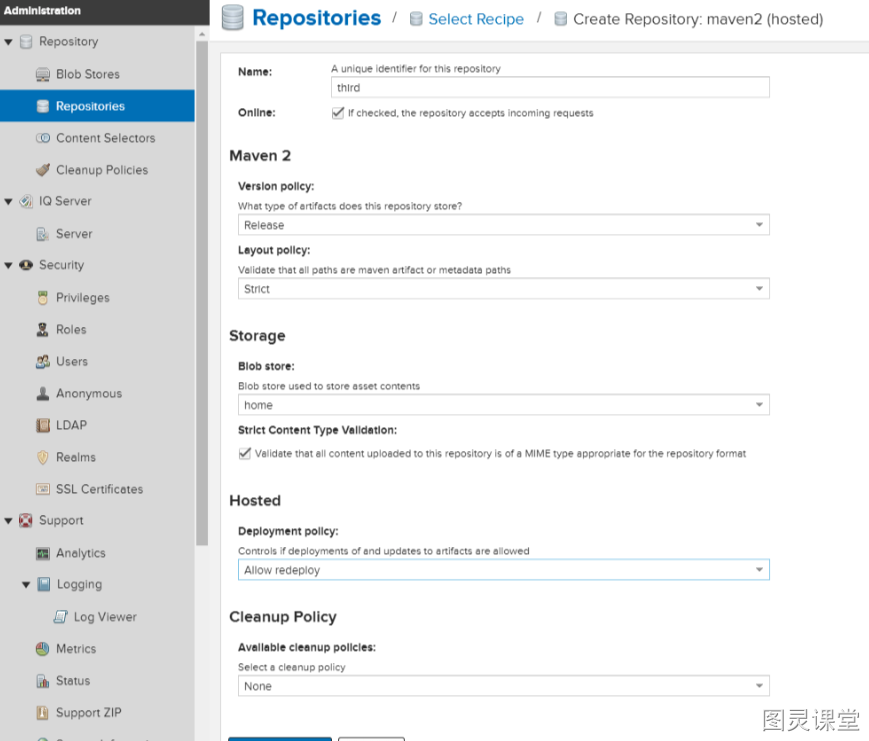 Administration
Repositories / Select Recipe / Create Repository: maven2 (hosted)
Repository
Blob Stores
Repositories
Content Selectors
Cleanup Policies
IQ Server
Server
Security
Privileges
Roles
Users
Anonymous
LDAP
Realms
SSL Certificates
Support
Analytics
Logging
Log Viewer
Metrics
Status
Support ZIP
Name:
A unique identifier for this repository
third
Online:
If checked, the repository accepts incoming requests
Maven 2
Version policy:
What type of artifacts does this repository store?
Release
Layout policy:
Validate that all paths are maven artifact or metadata paths
Strict
Storage
Blob store:
Blob store used to store asset contents
home
Strict Content Type Validation:
Validate that all content uploaded to this repository is of a MIME type appropriate for the repository format
Hosted
Deployment policy:
Controls if deployments of and updates to artifacts are allowed
Allow redeploy
Cleanup Policy
Available cleanup policies:
Select a cleanup policy
None
图灵课堂